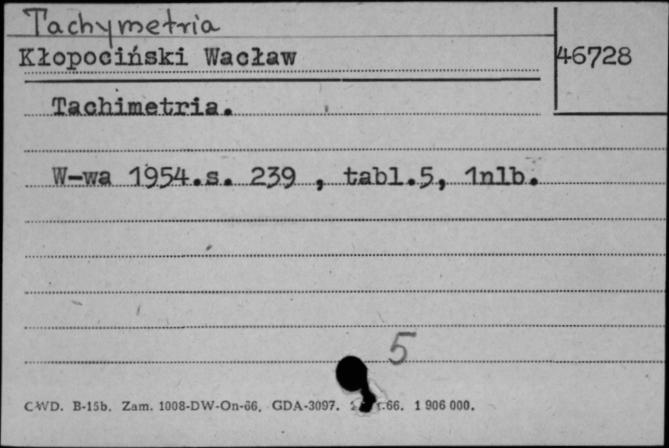 Tachymetria
Kłopociński Wacław
46728
Tachimetria.
W-wa 1954.s. 239 , tabl.5, 1nlb.
5
CWD. B-15b. Zam. 1008-DW-On-66. GDA-3097. 66. 1 906 000.